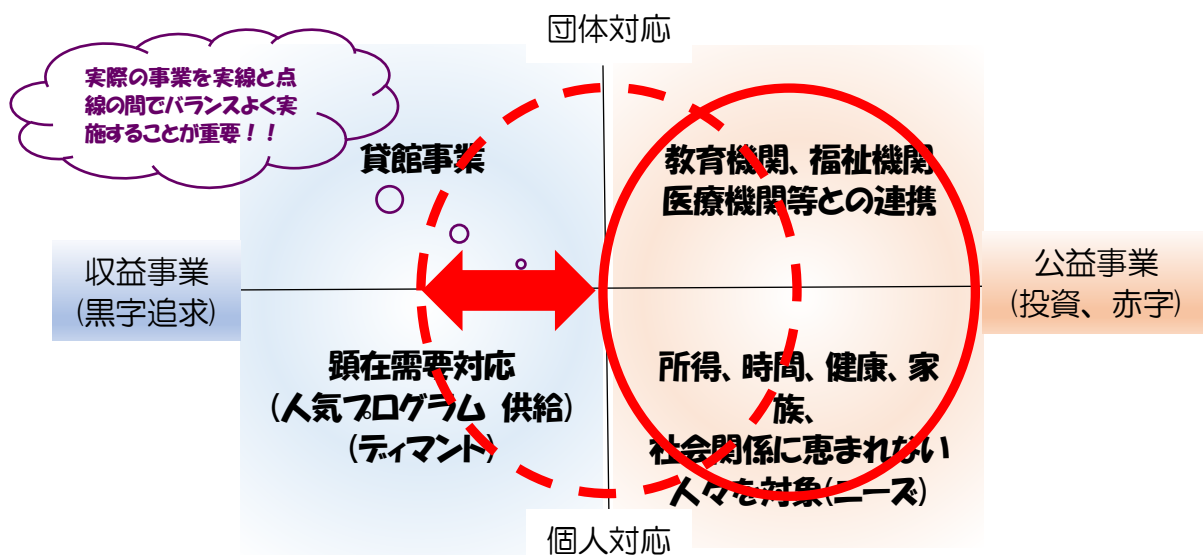 団体対応
実際の事業を実線と点
線の間でバランスよく実
施することが重要！！
貸館事業
教育機関、福祉機関
医療機関等との連携
収益事業
(黒字追求)
公益事業
(投資、赤字)
顕在需要対応
(人気プログラム 供給)
(ディマント)
所得、時間、健康、家
族、
社会関係に恵まれない
人々を対象(ニーズ)
個人対応